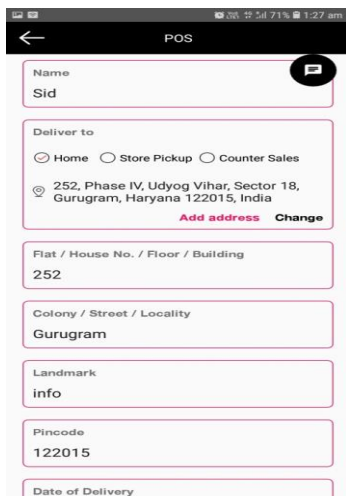 71% 1:27 am
POS
Name
Sid
Deliver to
Home Store Pickup Counter Sales
252, Phase IV, Udyog Vihar, Sector 18,
Gurugram, Haryana 122015, India
Add address Change
Flat / House No. / Floor / Building
252
Colony / Street / Locality
Gurugram
Landmark
info
Pincode
122015
Date of Delivery